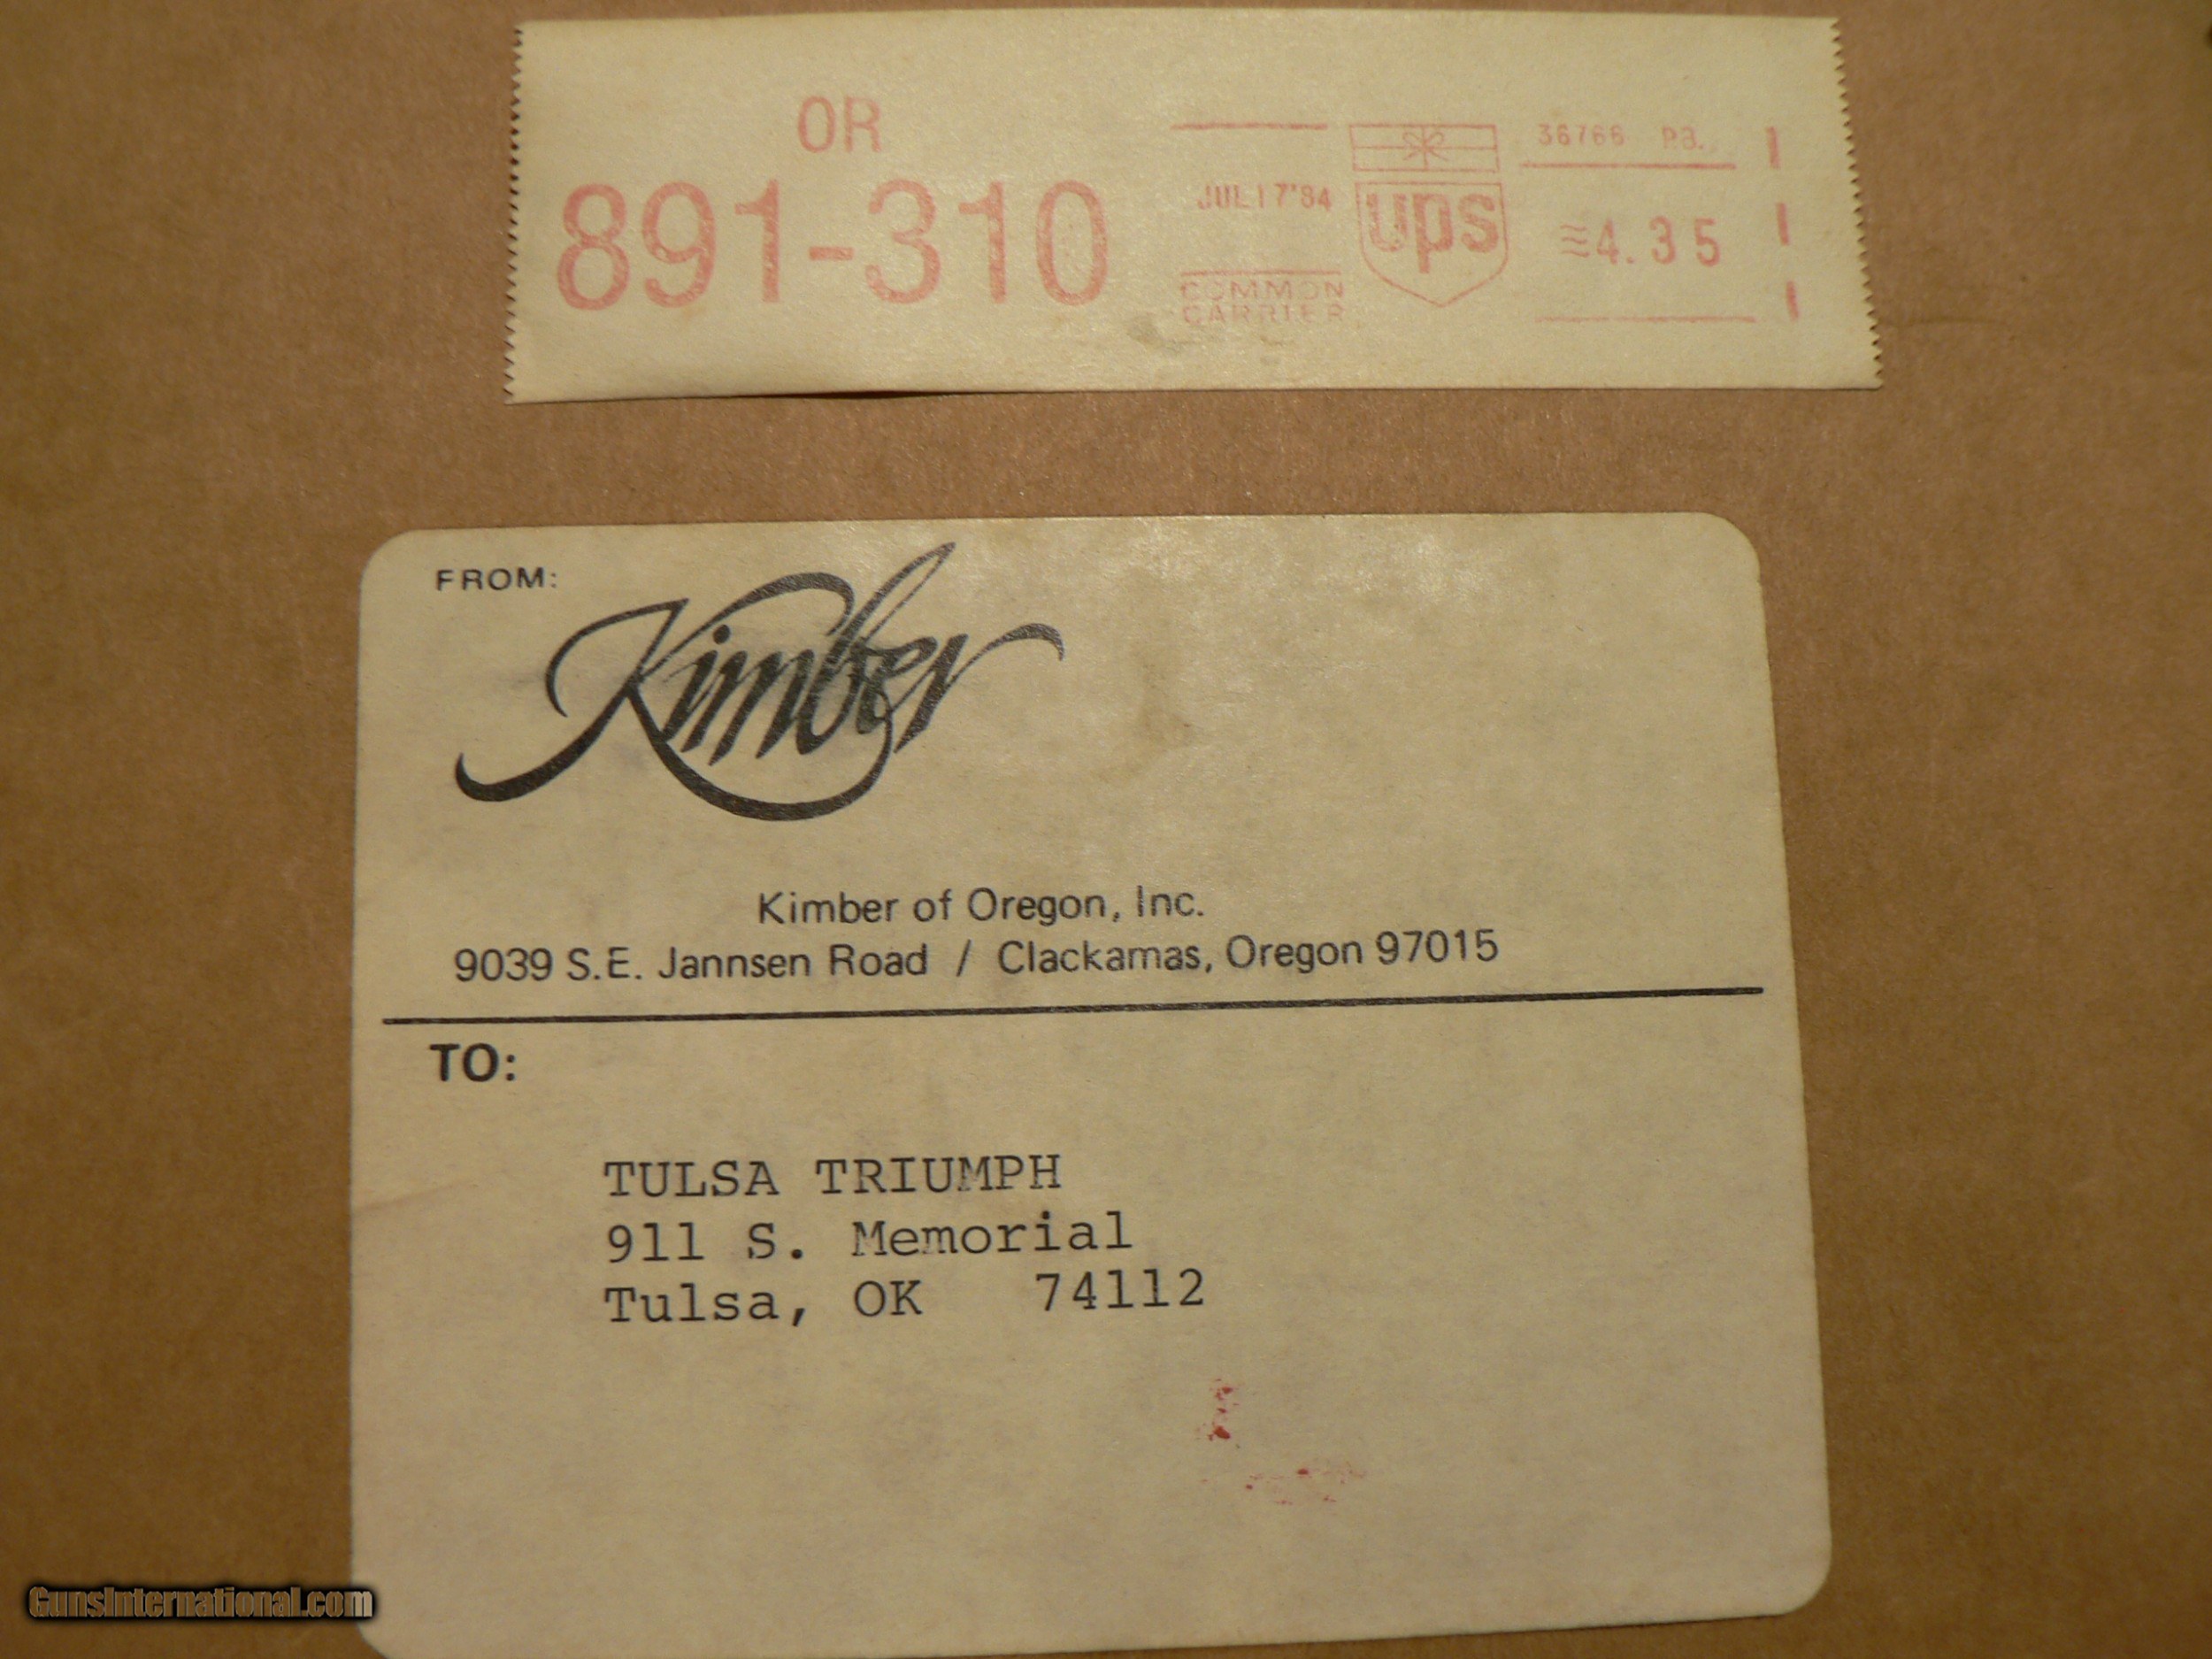 OR
891-310
JUL 17 '84
COMMON
CARRIER
ups
36766 Pd.
4.35
FROM:
Kimber
Kimber of Oregon, Inc.
9039 S.E. Jannsen Road / Clackamas, Oregon 97015
TO:
TULSA TRIUMPH
911 S. Memorial
Tulsa, OK 74112
GunsInternational.com